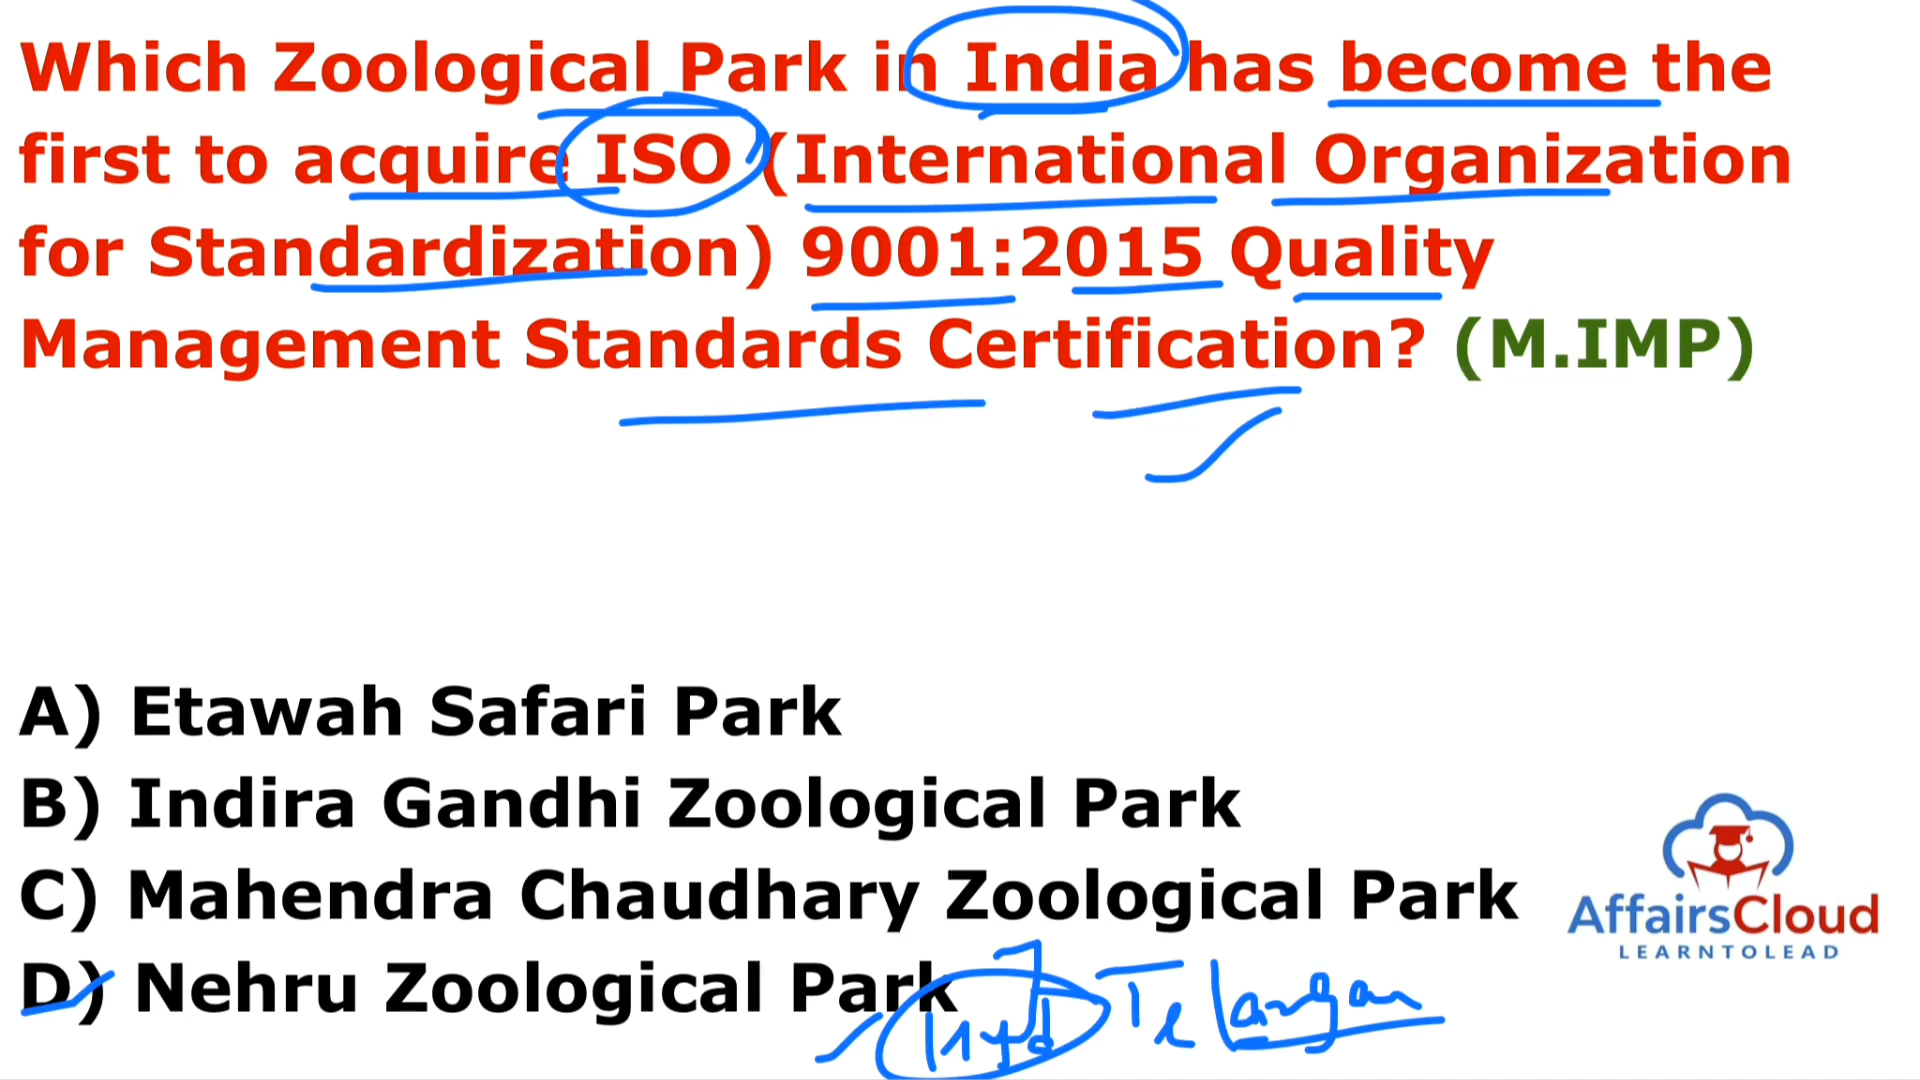 Which Zoological Park in India has become the
first to acquire ISO (International Organization
for Standardization) 9001:2015 Quality
Management Standards Certification? (M.IMP)
A) Etawah Safari Park
B) Indira Gandhi Zoological Park
C) Mahendra Chaudhary Zoological Park
D) Nehru Zoological Park
Hyd Telangan
AffairsCloud
LEARNTOLEAD